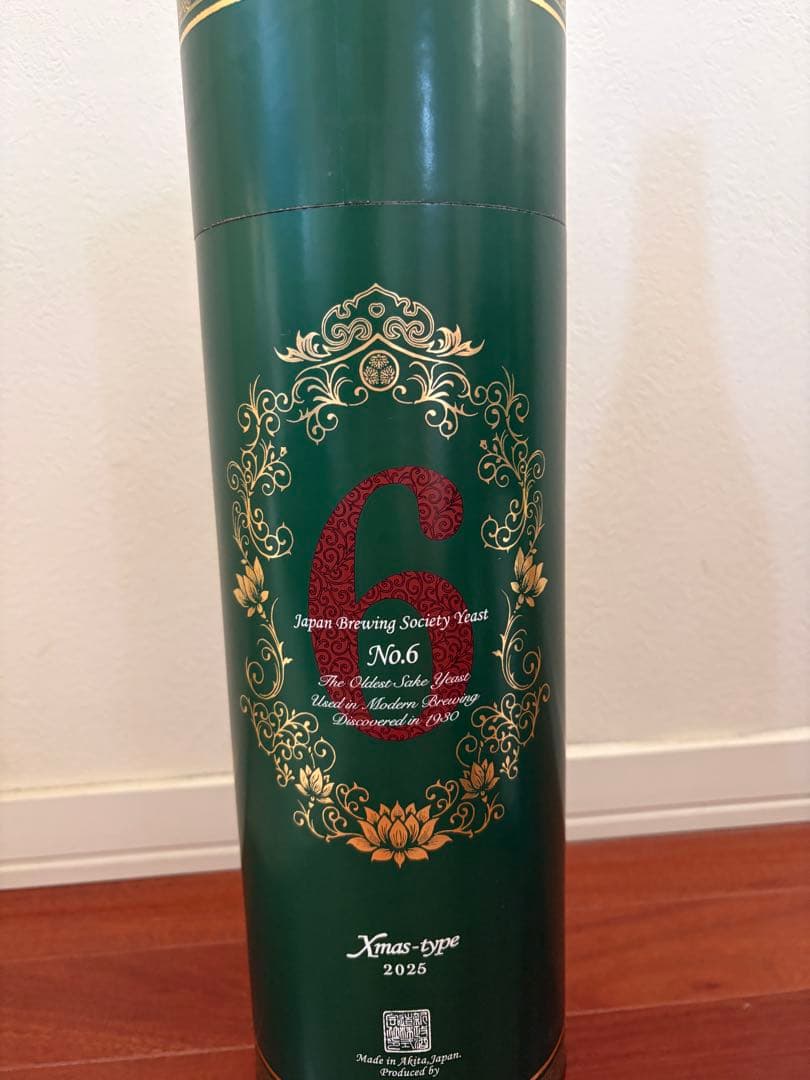 6
Japan Brewing Society Yeast
No.6
The Oldest Sake Yeast
Used in Modern Brewing
Discovered in 1930
Xmas-type
2025
Made in Akita, Japan.
Produced by